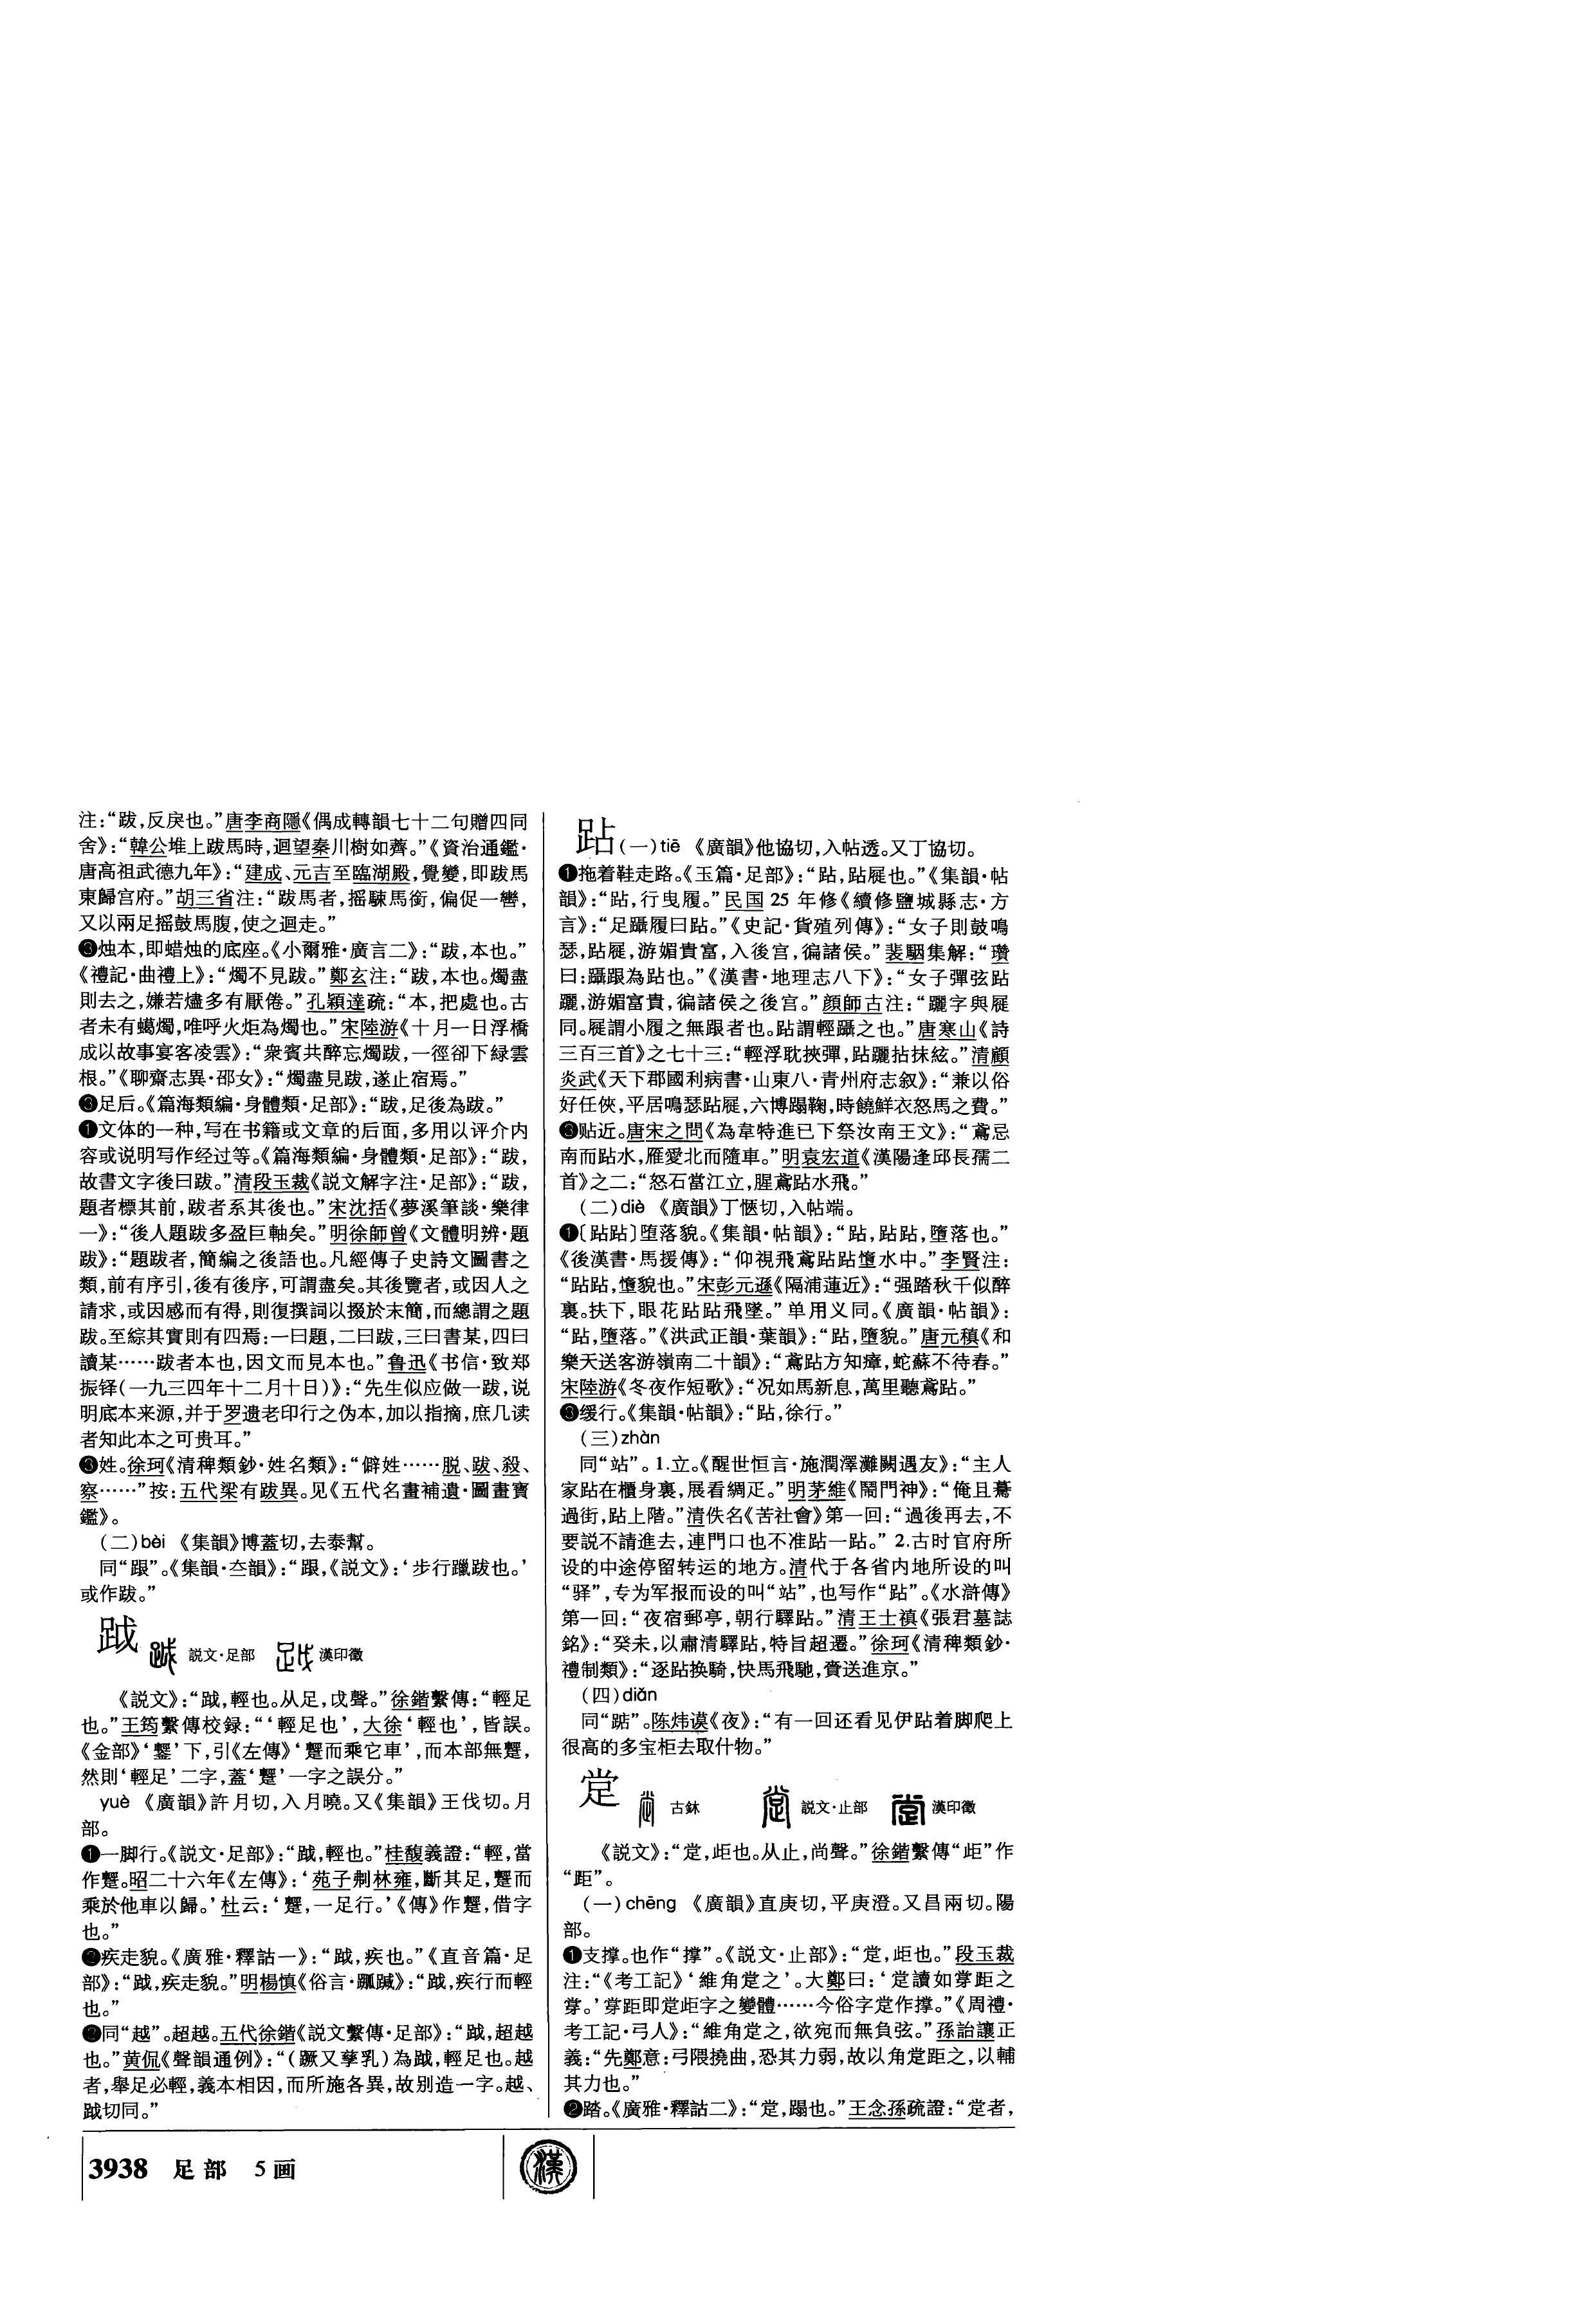 注：“跋，反戾也。”唐李商隱《偶成轉韻七十二句贈四同
舍》：“韓公堆上跋馬時，迴望秦川樹如薺。”《資治通鑑·
唐高祖武德九年》：“建成、元吉至臨湖殿，覺變，即跋馬
東歸宫府。”胡三省注：“跋馬者，摇駷馬銜，偏促一轡，
又以兩足摇鼓馬腹，使之迴走。”
烛本，即蜡烛的底座。《小爾雅·廣言二》：“跋，本也。”
《禮記·曲禮上》：“燭不見跋。”鄭玄注：“跋，本也。燭盡
則去之，嫌若燼多有厭倦。”孔穎達疏：“本，把處也。古
者未有蠟燭，唯呼火炬為燭也。”宋陸游《十月一日浮橋
成以故事宴客凌雲》：“衆賓共醉忘燭跋，一徑卻下緑雲
根。”《聊齋志異·邵女》：“燭盡見跋，遂止宿焉。”
足后。《篇海類編·身體類·足部》：“跋，足後為跋。”
❶文体的一种，写在书籍或文章的后面，多用以评介内
容或说明写作经过等。《篇海類編·身體類·足部》：“跋，
故書文字後曰跋。”清段玉裁《説文解字注·足部》：“跋，
題者標其前，跋者系其後也。”宋沈括《夢溪筆談·樂律
一》：“後人題跋多盈巨軸矣。”明徐師曾《文體明辨·題
跋》：“題跋者，簡編之後語也。凡經傳子史詩文圖書之
類，前有序引，後有後序，可謂盡矣。其後覽者，或因人之
請求，或因感而有得，則復撰詞以掇於末簡，而總謂之題
跋。至綜其實則有四焉：一曰題，二曰跋，三曰書某，四曰
讀某……跋者本也，因文而見本也。”鲁迅《书信·致郑
振铎(一九三四年十二月十日)》：“先生似应做一跋，说
明底本来源，并于罗遗老印行之伪本，加以指摘，庶几读
者知此本之可贵耳。”
姓。徐珂《清稗類鈔·姓名類》：“僻姓……脱、跋、殺、
察……”按：五代梁有跋異。见《五代名畫補遺·圖畫寶
鑑》。
(二)bèi 《集韻》博蓋切，去泰幫。
同“跟”。《集韻·夳韻》：“跟，《説文》：‘步行躐跋也。’
或作跋。”
跋 説文·足部 漢印徵
《説文》：“跋，輕也。从足，戉聲。”徐鍇繫傳：“輕足
也。”王筠繫傳校録：“‘輕足也’，大徐‘輕也’，皆誤。
《金部》‘鏧’下，引《左傳》‘䠥而乘它車’，而本部無䠥，
然則‘輕足’二字，蓋‘䠥’一字之誤分。”
yuè 《廣韻》許月切，入月曉。又《集韻》王伐切。月
部。
❶一脚行。《説文·足部》：“䟠，輕也。”桂馥義證：“輕，當
作䠥。昭二十六年《左傳》：‘苑子刜林雍，斷其足，䠥而
乘於他車以歸。’杜云：‘䠥，一足行。’《傳》作䠥，借字
也。”
❷疾走貌。《廣雅·釋詁一》：“䟠，疾也。”《直音篇·足
部》：“䟠，疾走貌。”明楊慎《俗言·䟠》：“䟠，疾行而輕
也。”
同“越”。超越。五代徐鍇《説文繫傳·足部》：“䟠，超越
也。”黄侃《聲韻通例》：“(蹶又孳乳)為䟠，輕足也。越
者，舉足必輕，義本相因，而所施各異，故别造一字。越、
䟠切同。”
跕(一)tiē 《廣韻》他協切，入帖透。又丁協切。
❶拖着鞋走路。《玉篇·足部》：“跕，跕屣也。”《集韻·帖
韻》：“跕，行曳履。”民国 25 年修《續修鹽城縣志·方
言》：“足躡履曰跕。”《史記·貨殖列傳》：“女子則鼓鳴
瑟，跕屣，游媚貴富，入後宫，徧諸侯。”裴駰集解：“瓚
曰：躡跟為跕也。”《漢書·地理志八下》：“女子彈弦跕
躧，游媚富貴，徧諸侯之後宫。”顔師古注：“躧字與屣
同。屣謂小履之無跟者也。跕謂輕躡之也。”唐寒山《詩
三百三首》之七十三：“輕浮耽挾彈，跕躧拈抹絃。”清顧
炎武《天下郡國利病書·山東八·青州府志叙》：“兼以俗
好任俠，平居鳴瑟跕屣，六博蹋鞠，時饒鮮衣怒馬之費。”
贴近。唐宋之問《為韋特進已下祭汝南王文》：“鳶忌
南而跕水，雁愛北而隨車。”明袁宏道《漢陽逢邱長孺二
首》之二：“怒石當江立，腥鳶跕水飛。”
(二)diè 《廣韻》丁愜切，入帖端。
❶〔跕跕〕堕落貌。《集韻·帖韻》：“跕，跕跕，墮落也。”
《後漢書·馬援傳》：“仰視飛鳶跕跕墯水中。”李賢注：
“跕跕，墯貌也。”宋彭元遜《隔浦蓮近》：“强踏秋千似醉
裏。扶下，眼花跕跕飛墜。”单用义同。《廣韻·帖韻》：
“跕，墮落。”《洪武正韻·葉韻》：“跕，墮貌。”唐元稹《和
樂天送客游嶺南二十韻》：“鳶跕方知瘴，蛇蘇不待春。”
宋陸游《冬夜作短歌》：“况如馬新息，萬里聽鳶跕。”
缓行。《集韻·帖韻》：“跕，徐行。”
(三)zhàn
同“站”。1.立。《醒世恒言·施潤澤灘闕遇友》：“主人
家跕在櫃身裏，展看綢疋。”明茅維《鬧門神》：“俺且驀
過街，跕上階。”清佚名《苦社會》第一回：“過後再去，不
要説不請進去，連門口也不准跕一跕。” 2.古时官府所
设的中途停留转运的地方。清代于各省内地所设的叫
“驿”，专为军报而设的叫“站”，也写作“跕”。《水滸傳》
第一回：“夜宿郵亭，朝行驛跕。”清王士禛《張君墓誌
銘》：“癸未，以肅清驛跕，特旨超遷。”徐珂《清稗類鈔·
禮制類》：“逐跕换騎，快馬飛馳，賫送進京。”
(四)diǎn
同“踮”。陈炜谟《夜》：“有一回还看见伊跕着脚爬上
很高的多宝柜去取什物。”
㲂 古鉥 説文·止部 漢印徵
《説文》：“㲂，歫也。从止，尚聲。”徐鍇繫傳“歫”作
“距”。
(一)chēng 《廣韻》直庚切，平庚澄。又昌兩切。陽
部。
❶支撑。也作“撑”。《説文·止部》：“㲂，歫也。”段玉裁
注：“《考工記》‘維角㲂之’。大鄭曰：‘㲂讀如牚距之
牚。’牚距即㲂歫字之變體……今俗字㲂作撑。”《周禮·
考工記·弓人》：“維角㲂之，欲宛而無負弦。”孫詒讓正
義：“先鄭意：弓隈撓曲，恐其力弱，故以角㲂距之，以輔
其力也。”
❷踏。《廣雅·釋詁二》：“㲂，蹋也。”王念孫疏證：“㲂者，
3938 足部 5画
漢